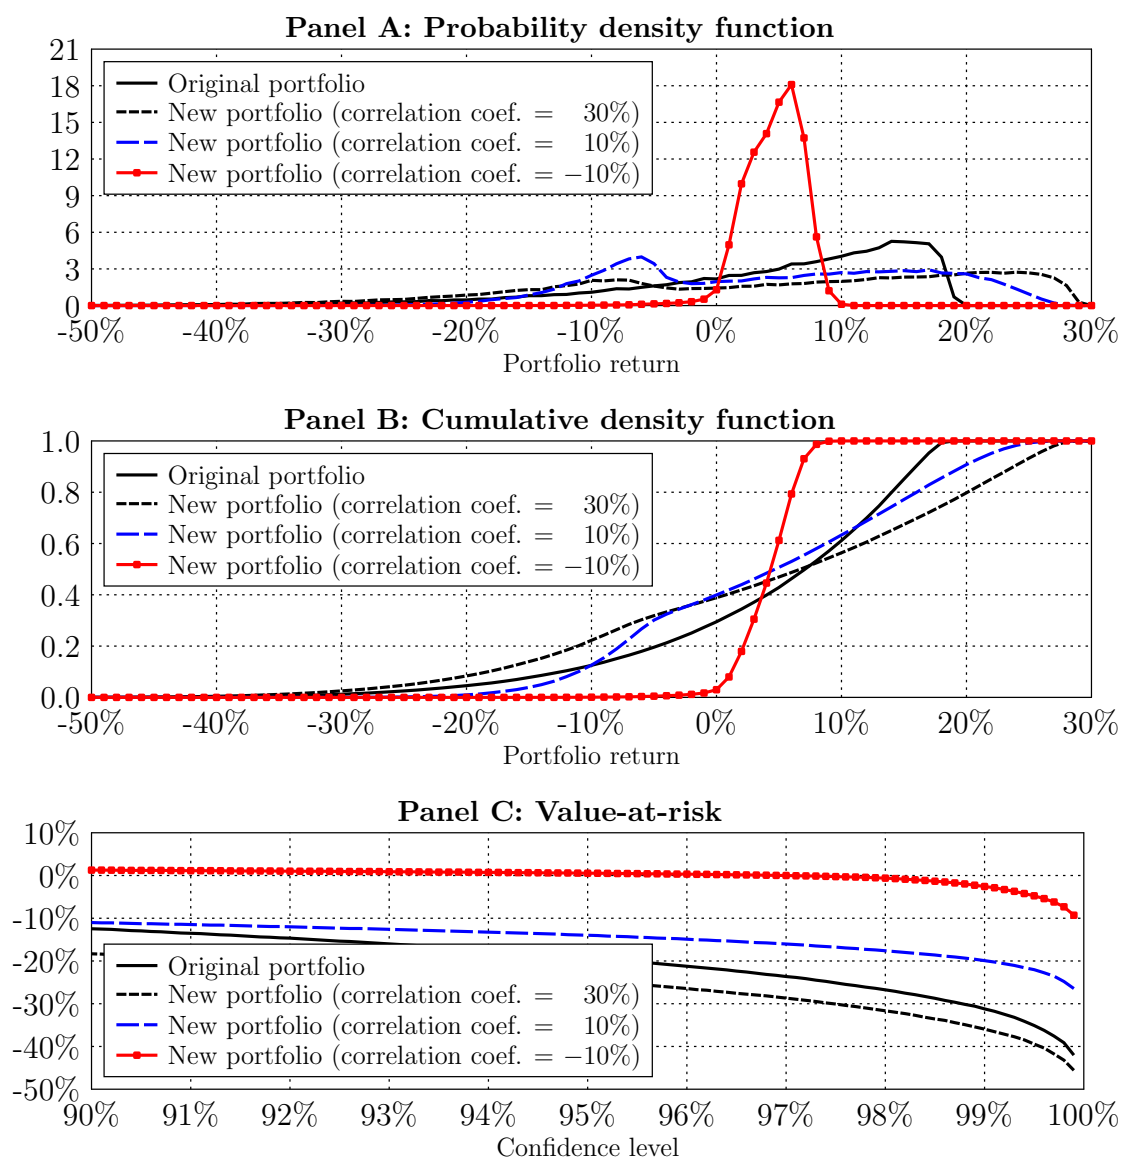 Panel A: Probability density function
21
18
15
12
9
6
3
0
Original portfolio
New portfolio (correlation coef. = 30%)
New portfolio (correlation coef. = 10%)
New portfolio (correlation coef. = −10%)
-50% -40% -30% -20% -10% 0% 10% 20% 30%
Portfolio return
Panel B: Cumulative density function
1.0
0.8
0.6
0.4
0.2
0.0
Original portfolio
New portfolio (correlation coef. = 30%)
New portfolio (correlation coef. = 10%)
New portfolio (correlation coef. = −10%)
-50% -40% -30% -20% -10% 0% 10% 20% 30%
Portfolio return
Panel C: Value-at-risk
10%
0%
-10%
-20%
-30%
-40%
-50%
Original portfolio
New portfolio (correlation coef. = 30%)
New portfolio (correlation coef. = 10%)
New portfolio (correlation coef. = −10%)
90% 91% 92% 93% 94% 95% 96% 97% 98% 99% 100%
Confidence level